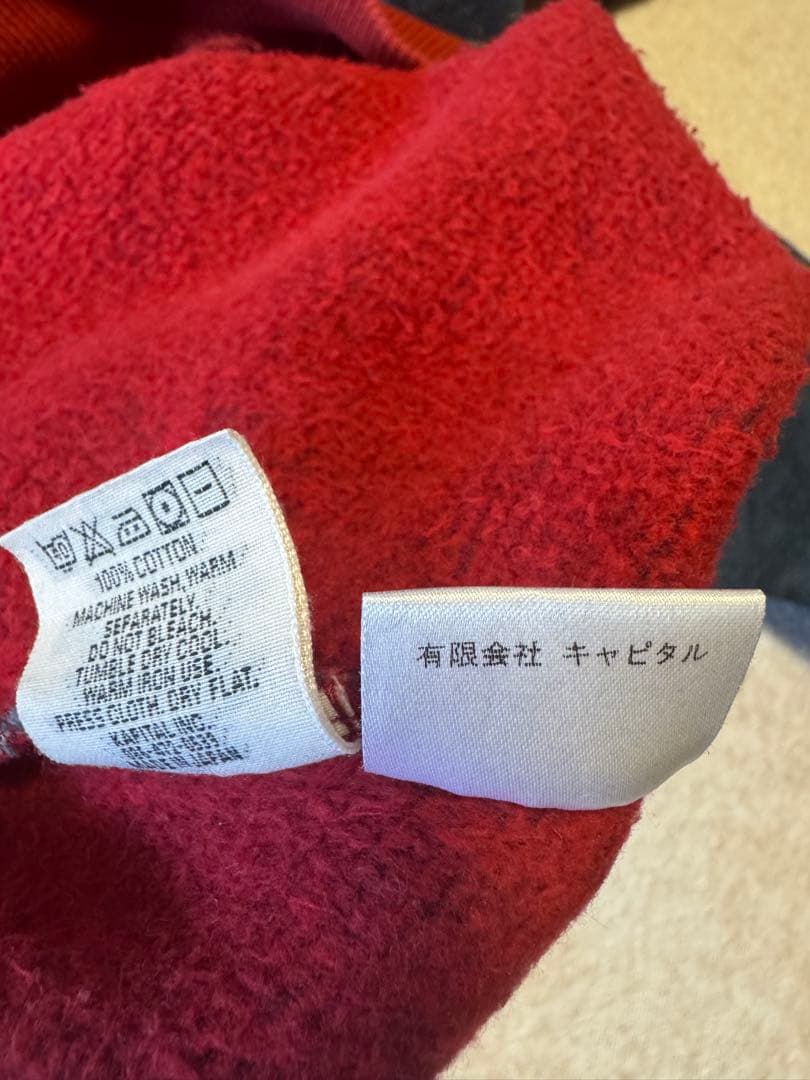 100% COTTON
MACHINE WASH, WARM
SEPARATELY.
DO NOT BLEACH.
TUMBLE DRY COOL.
WARM IRON USE.
PRESS CLOTH, DRY FLAT.
KAPITAL INC.
JAPAN
有限会社 キャピタル